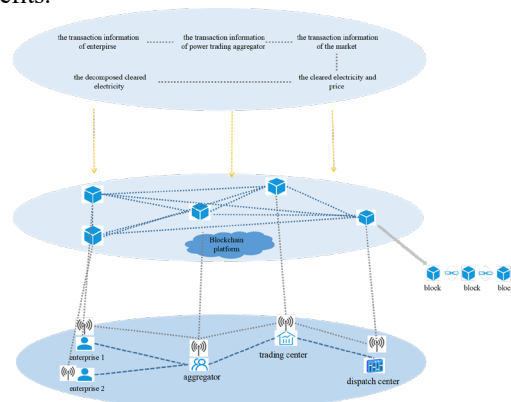 ents.
the transaction information
of enterpirse
the transaction information
of power trading aggregator
the transaction information
of the market
the decomposed cleared
electricity
the cleared electricity and
price
Blockchain
platform
block
block
bloc
enterprise 1
enterprise 2
aggregator
trading center
dispatch center